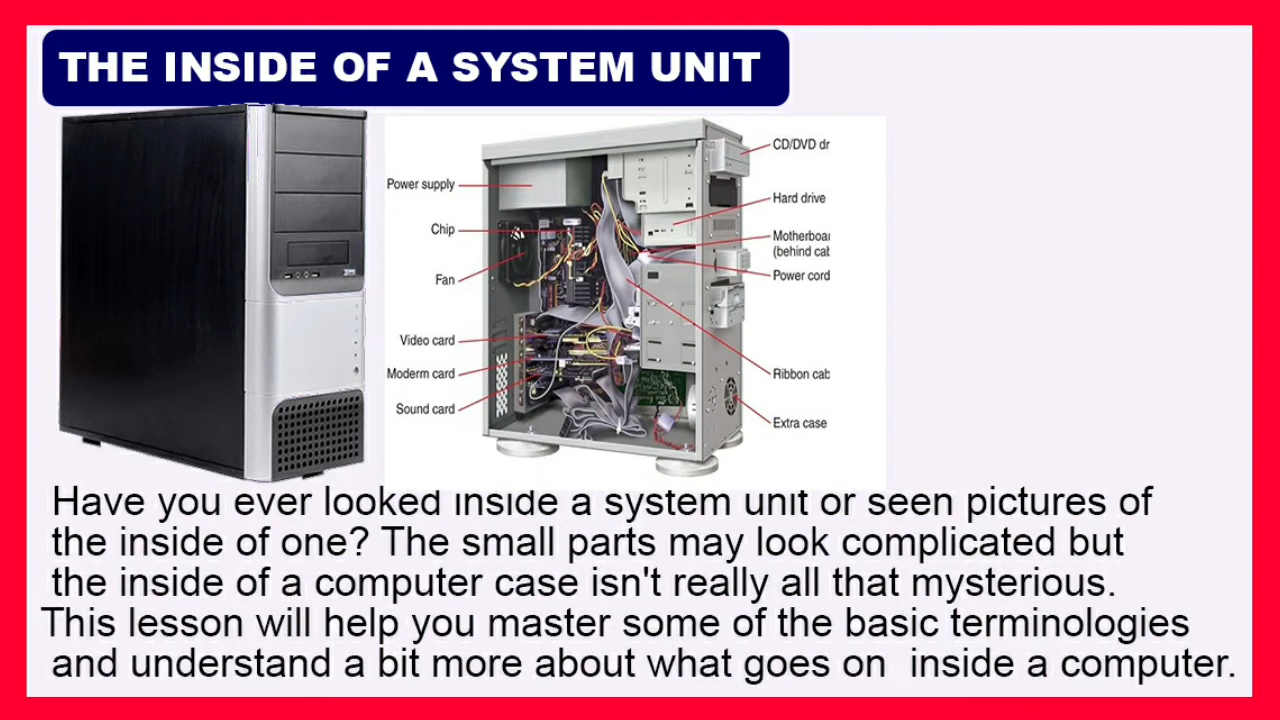 THE INSIDE OF A SYSTEM UNIT
CD/DVD dr
Power supply
Hard drive
Chip
Motherboar
(behind cab
Fan
Power cord
Video card
Moderm card
Ribbon cab
Sound card
Extra case
Have you ever looked inside a system unit or seen pictures of
the inside of one? The small parts may look complicated but
the inside of a computer case isn't really all that mysterious.
This lesson will help you master some of the basic terminologies
and understand a bit more about what goes on inside a computer.